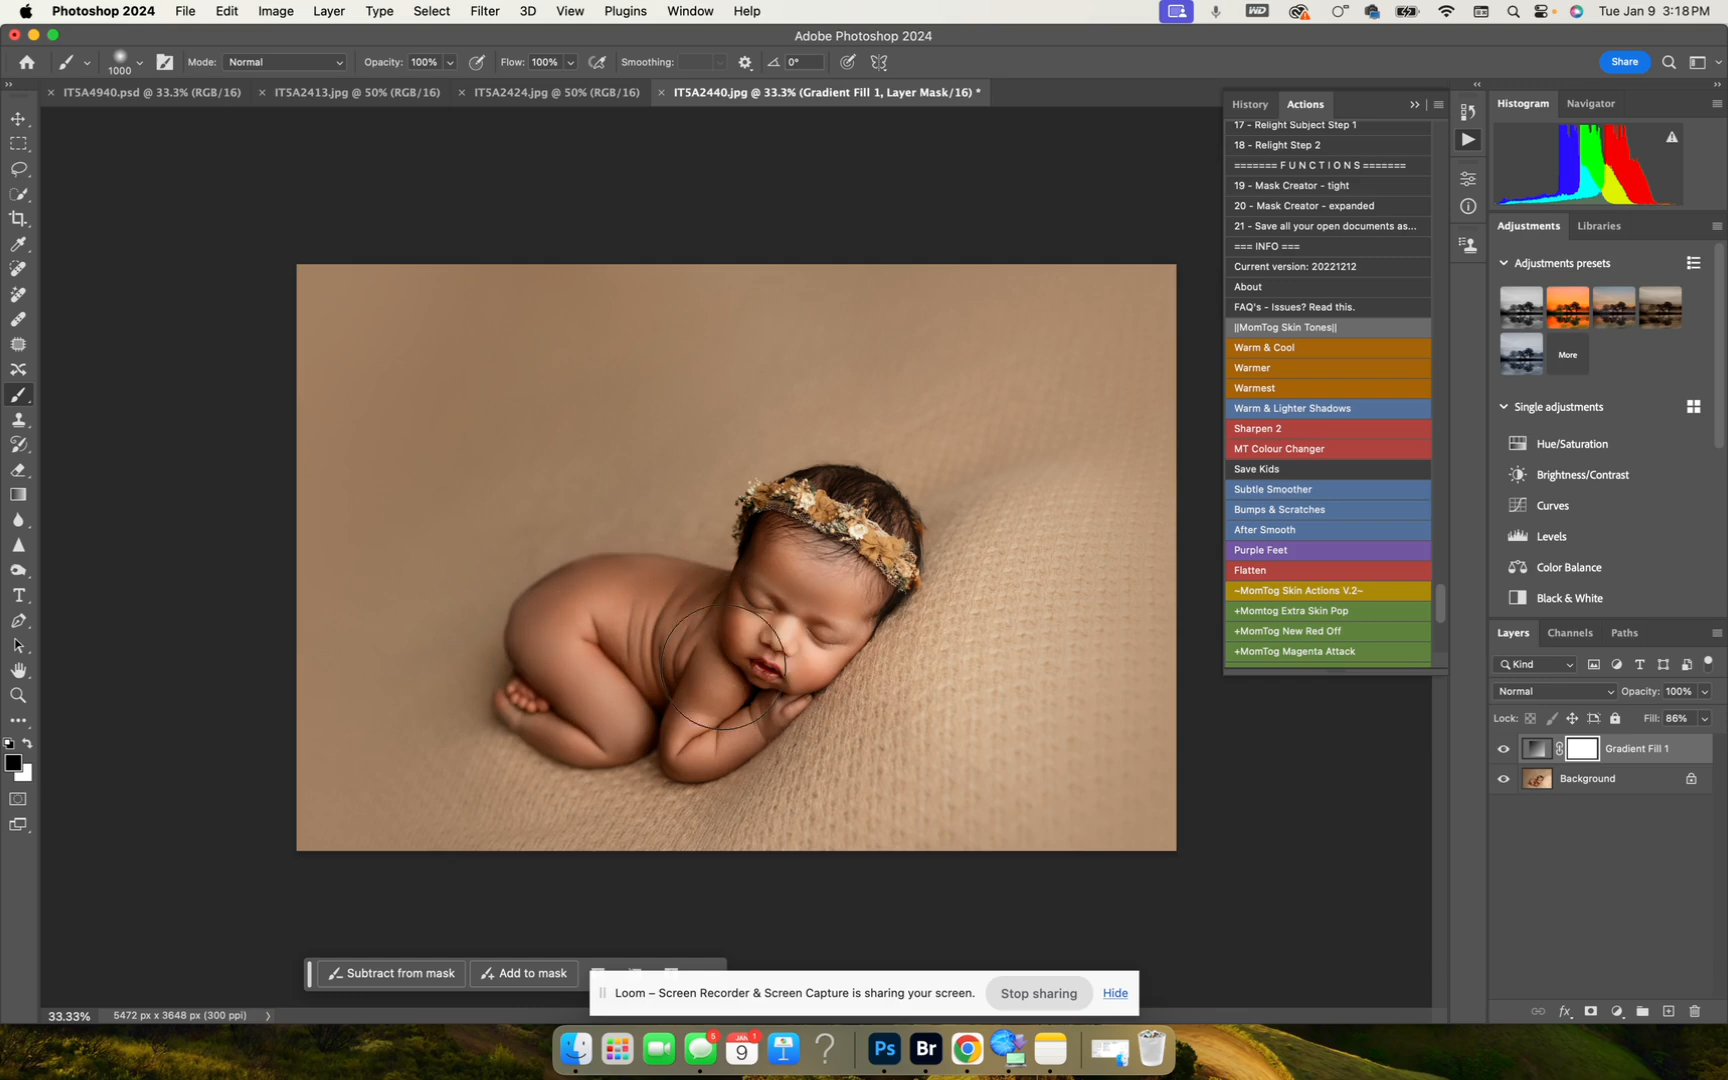 Photoshop 2024 File Edit Image Layer Type Select Filter 3D View Plugins Window Help WD Tue Jan 9 3:18 PM
Adobe Photoshop 2024
1000 Mode: Normal Opacity: 100% Flow: 100% Smoothing: 0° Share
IT5A4940.psd @ 33.3% (RGB/16) IT5A2413.jpg @ 50% (RGB/16) IT5A2424.jpg @ 50% (RGB/16) IT5A2440.jpg @ 33.3% (Gradient Fill 1, Layer Mask/16) *
History Actions
17 - Relight Subject Step 1
18 - Relight Step 2
======= F U N C T I O N S =======
19 - Mask Creator - tight
20 - Mask Creator - expanded
21 - Save all your open documents as...
=== INFO ===
Current version: 20221212
About
FAQ's - Issues? Read this.
||MomTog Skin Tones||
Warm & Cool
Warmer
Warmest
Warm & Lighter Shadows
Sharpen 2
MT Colour Changer
Save Kids
Subtle Smoother
Bumps & Scratches
After Smooth
Purple Feet
Flatten
~MomTog Skin Actions V.2~
+Momtog Extra Skin Pop
+MomTog New Red Off
+MomTog Magenta Attack
Histogram Navigator
Adjustments Libraries
Adjustments presets
More
Single adjustments
Hue/Saturation
Brightness/Contrast
Curves
Levels
Color Balance
Black & White
Layers Channels Paths
Kind
Normal Opacity: 100%
Lock: Fill: 86%
Gradient Fill 1
Background
Subtract from mask Add to mask
Loom – Screen Recorder & Screen Capture is sharing your screen. Stop sharing Hide
33.33% 5472 px x 3648 px (300 ppi)
5 JAN 1 9 ? Ps Br